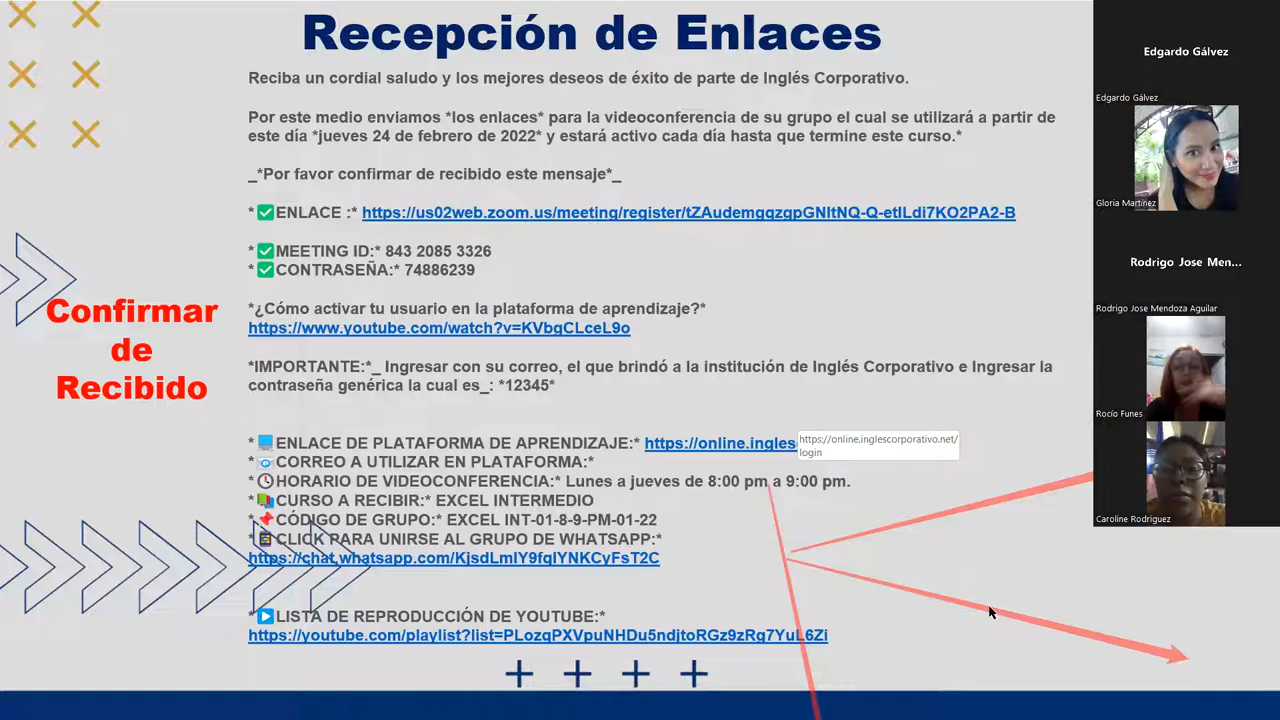 Recepción de Enlaces
Reciba un cordial saludo y los mejores deseos de éxito de parte de Inglés Corporativo.
Por este medio enviamos *los enlaces* para la videoconferencia de su grupo el cual se utilizará a partir de
este día *jueves 24 de febrero de 2022* y estará activo cada día hasta que termine este curso.*
_*Por favor confirmar de recibido este mensaje*_
*✅ENLACE :* https://us02web.zoom.us/meeting/register/tZAudemgqzgpGNItNQ-Q-etILdi7KO2PA2-B
*✅MEETING ID:* 843 2085 3326
*✅CONTRASEÑA:* 74886239
*¿Cómo activar tu usuario en la plataforma de aprendizaje?*
https://www.youtube.com/watch?v=KVbgCLceL9o
*IMPORTANTE:*_ Ingresar con su correo, el que brindó a la institución de Inglés Corporativo e Ingresar la
contraseña genérica la cual es_: *12345*
*🖥️ENLACE DE PLATAFORMA DE APRENDIZAJE:* https://online.ingles
https://online.inglescorporativo.net/
login
*📧CORREO A UTILIZAR EN PLATAFORMA:*
*🕓HORARIO DE VIDEOCONFERENCIA:* Lunes a jueves de 8:00 pm a 9:00 pm.
*📚CURSO A RECIBIR:* EXCEL INTERMEDIO
*📌CÓDIGO DE GRUPO:* EXCEL INT-01-8-9-PM-01-22
*📱CLICK PARA UNIRSE AL GRUPO DE WHATSAPP:*
https://chat.whatsapp.com/KjsdLmIY9fqIYNKCyFsT2C
*▶️LISTA DE REPRODUCCIÓN DE YOUTUBE:*
https://youtube.com/playlist?list=PLozqPXVpuNHDu5ndjtoRGz9zRg7YuL6Zi
Confirmar
de
Recibido
Edgardo Gálvez
Edgardo Gálvez
Gloria Martinez
Rodrigo Jose Men...
Rodrigo Jose Mendoza Aguilar
Rocío Funes
Caroline Rodriguez